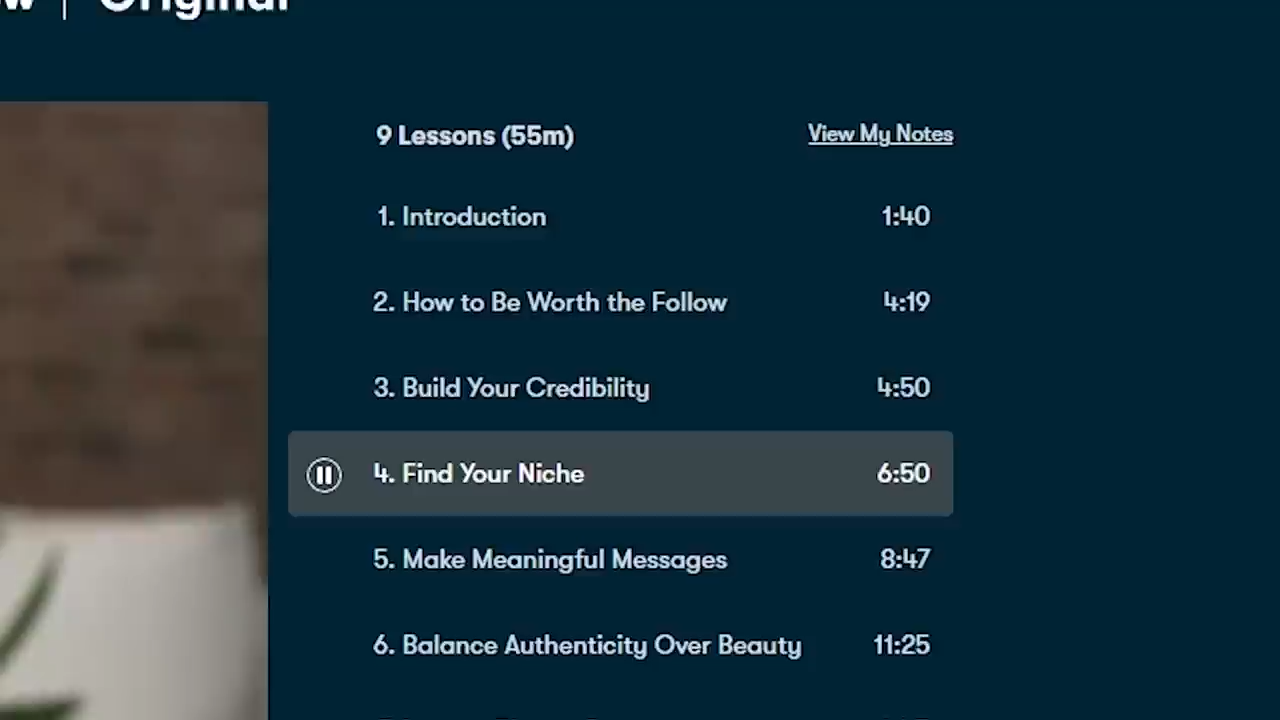 Original
9 Lessons (55m) View My Notes
1. Introduction 1:40
2. How to Be Worth the Follow 4:19
3. Build Your Credibility 4:50
4. Find Your Niche 6:50
5. Make Meaningful Messages 8:47
6. Balance Authenticity Over Beauty 11:25